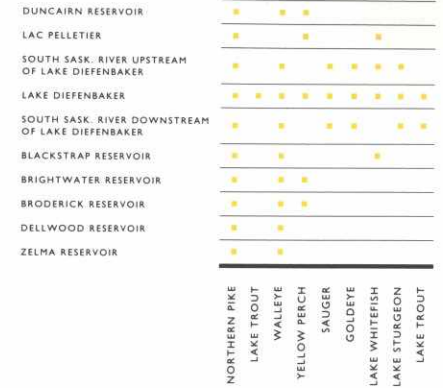 DUNCAIRN RESERVOIR
LAC PELLETIER
SOUTH SASK. RIVER UPSTREAM
OF LAKE DIEFENBAKER
LAKE DIEFENBAKER
SOUTH SASK. RIVER DOWNSTREAM
OF LAKE DIEFENBAKER
BLACKSTRAP RESERVOIR
BRIGHTWATER RESERVOIR
BRODERICK RESERVOIR
DELLWOOD RESERVOIR
ZELMA RESERVOIR
NORTHERN PIKE
LAKE TROUT
WALLEYE
YELLOW PERCH
SAUGER
GOLDEYE
LAKE WHITEFISH
LAKE STURGEON
LAKE TROUT